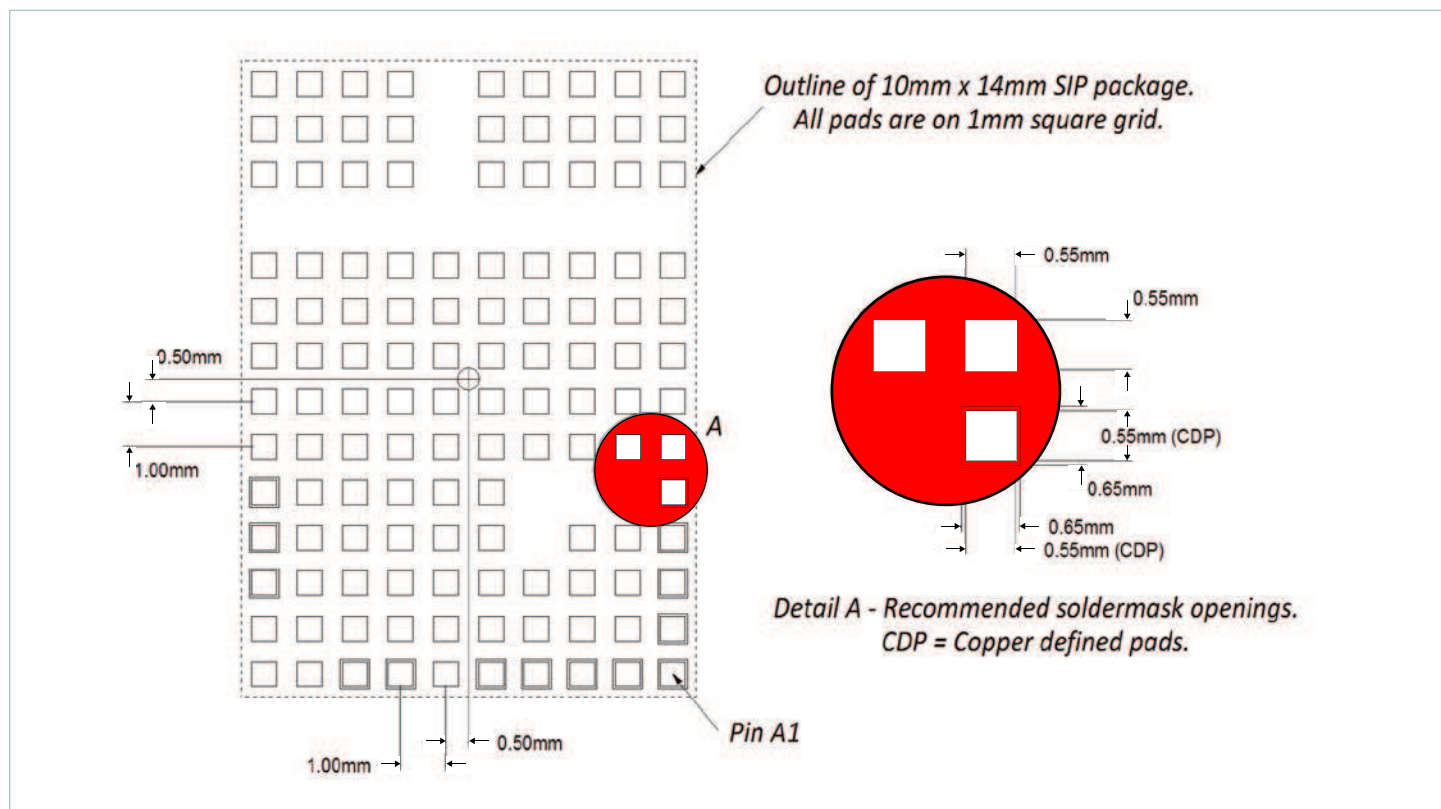 Outline of 10mm x 14mm SIP package.
All pads are on 1mm square grid.
0.55mm
0.55mm
0.50mm
A
0.55mm (CDP)
1.00mm
0.65mm
0.65mm
0.55mm (CDP)
Detail A - Recommended soldermask openings.
CDP = Copper defined pads.
Pin A1
0.50mm
1.00mm